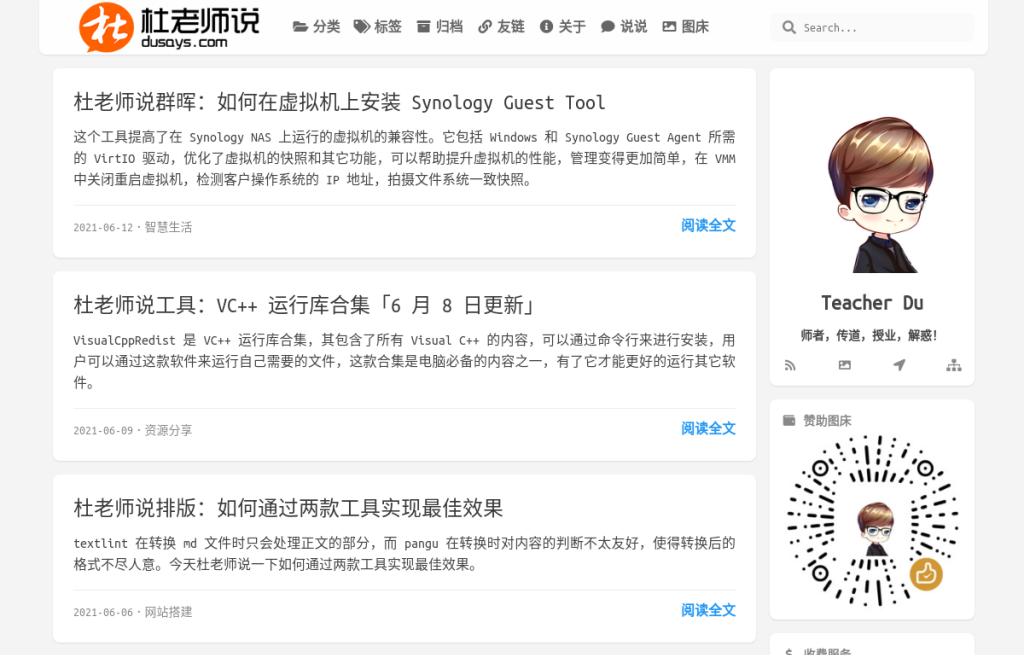 杜老师说
dusays.com
分类 标签 归档 友链 关于 说说 图床
Search...
杜老师说群晖：如何在虚拟机上安装 Synology Guest Tool
这个工具提高了在 Synology NAS 上运行的虚拟机的兼容性。它包括 Windows 和 Synology Guest Agent 所需
的 VirtIO 驱动，优化了虚拟机的快照和其它功能，可以帮助提升虚拟机的性能，管理变得更加简单，在 VMM
中关闭重启虚拟机，检测客户操作系统的 IP 地址，拍摄文件系统一致快照。
2021-06-12・智慧生活
阅读全文
杜老师说工具：VC++ 运行库合集「6 月 8 日更新」
VisualCppRedist 是 VC++ 运行库合集，其包含了所有 Visual C++ 的内容，可以通过命令行来进行安装，用
户可以通过这款软件来运行自己需要的文件，这款合集是电脑必备的内容之一，有了它才能更好的运行其它软
件。
2021-06-09・资源分享
阅读全文
杜老师说排版：如何通过两款工具实现最佳效果
textlint 在转换 md 文件时只会处理正文的部分，而 pangu 在转换时对内容的判断不太友好，使得转换后的
格式不尽人意。今天杜老师说一下如何通过两款工具实现最佳效果。
2021-06-06・网站搭建
阅读全文
Teacher Du
师者，传道，授业，解惑！
赞助图床
收费服务